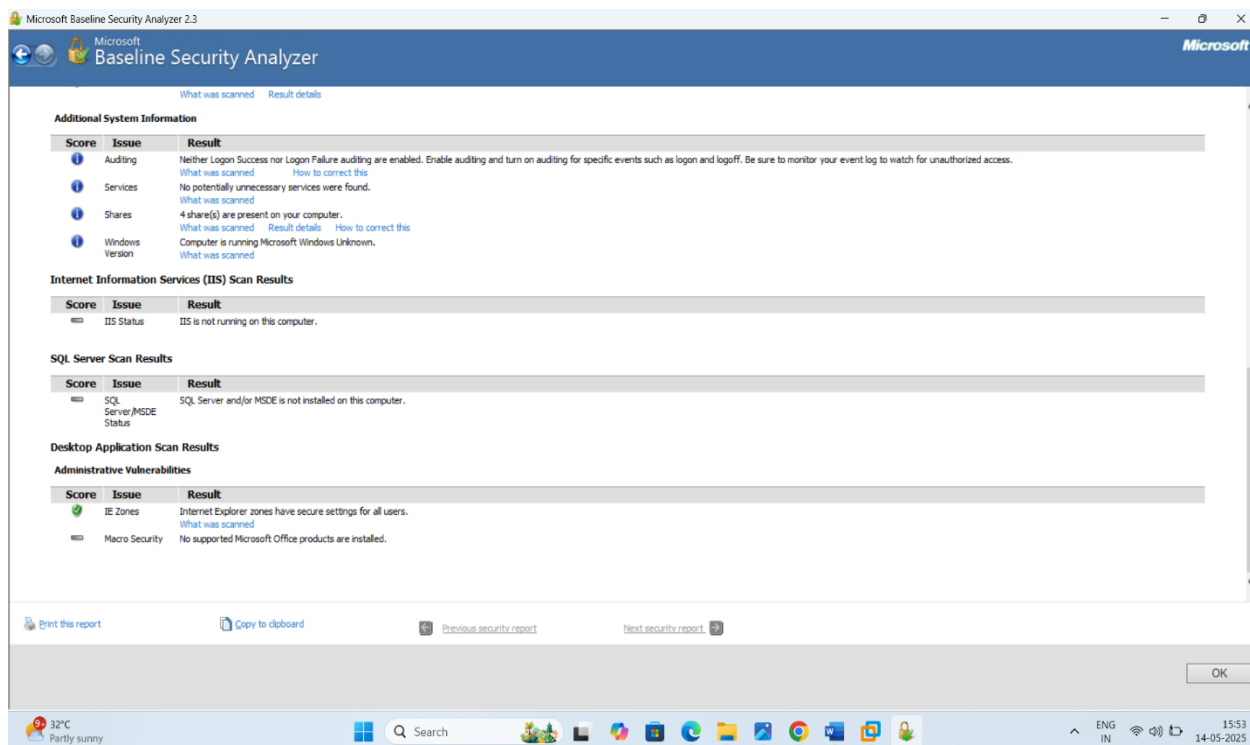 Microsoft Baseline Security Analyzer 2.3
Microsoft
Baseline Security Analyzer
Microsoft
What was scanned Result details
Additional System Information
Score Issue Result
Auditing Neither Logon Success nor Logon Failure auditing are enabled. Enable auditing and turn on auditing for specific events such as logon and logoff. Be sure to monitor your event log to watch for unauthorized access.
What was scanned How to correct this
Services No potentially unnecessary services were found.
What was scanned
Shares 4 share(s) are present on your computer.
What was scanned Result details How to correct this
Windows Computer is running Microsoft Windows Unknown.
Version What was scanned
Internet Information Services (IIS) Scan Results
Score Issue Result
IIS Status IIS is not running on this computer.
SQL Server Scan Results
Score Issue Result
SQL SQL Server and/or MSDE is not installed on this computer.
Server/MSDE
Status
Desktop Application Scan Results
Administrative Vulnerabilities
Score Issue Result
IE Zones Internet Explorer zones have secure settings for all users.
What was scanned
Macro Security No supported Microsoft Office products are installed.
Print this report Copy to clipboard Previous security report Next security report
OK
9+ 32°C
Partly sunny
Search
ENG 15:53
IN 14-05-2025